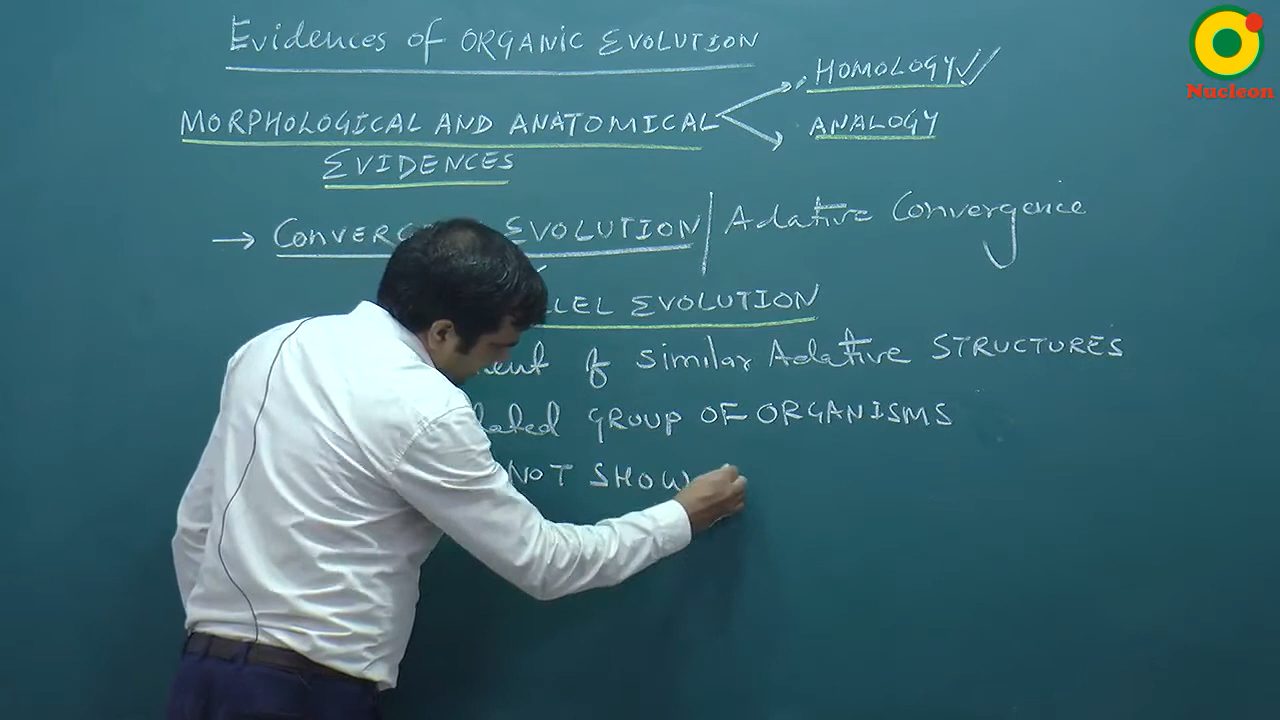 Evidences of ORGANIC EVOLUTION
HOMOLOGY
MORPHOLOGICAL AND ANATOMICAL
ANALOGY
EVIDENCES
→ EVOLUTION / Adative Convergence
EVOLUTION
of similar Adative STRUCTURES
GROUP OF ORGANISMS
NOT SHOW
Nucleon